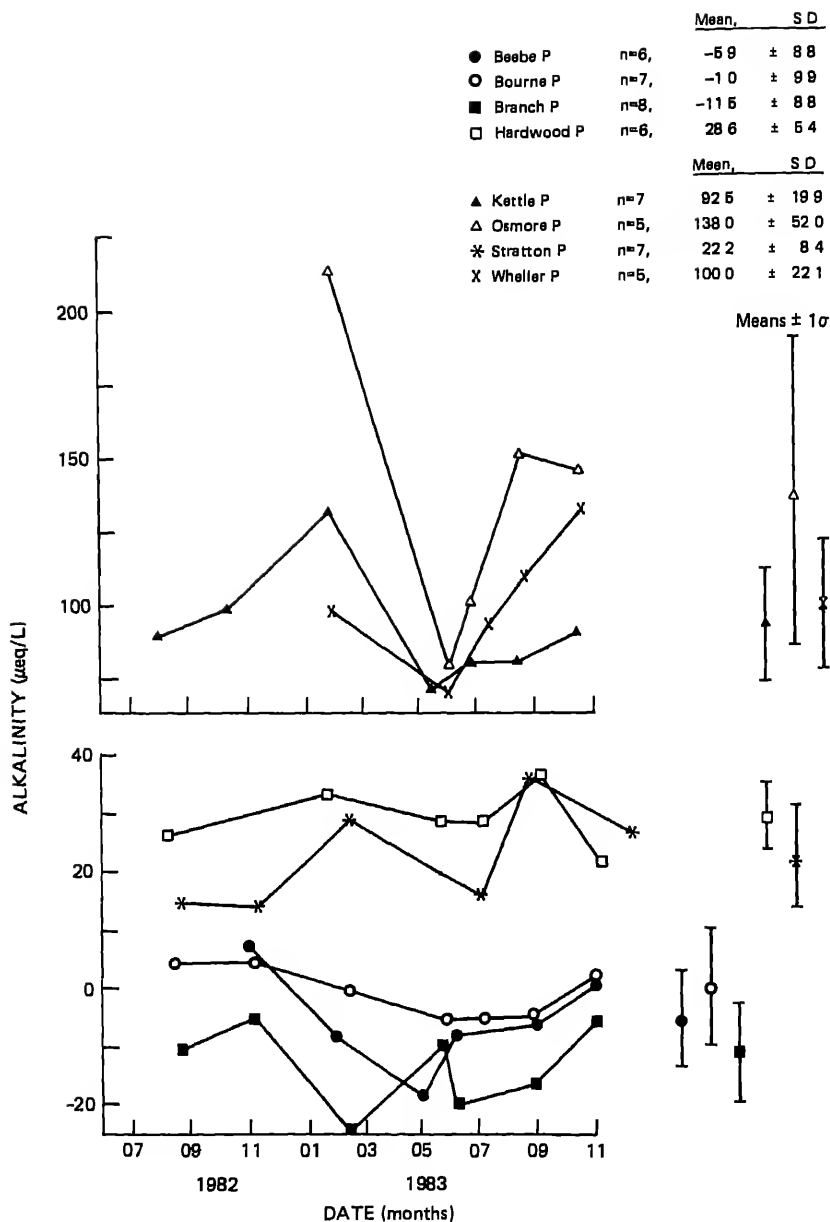 Mean, S D
● Beebe P n=6, -5 9 ± 8 8
○ Bourne P n=7, -1 0 ± 9 9
■ Branch P n=8, -11 5 ± 8 8
□ Hardwood P n=6, 28 6 ± 5 4
Mean, S D
▲ Kettle P n=7 92 5 ± 19 9
△ Osmore P n=5, 138 0 ± 52 0
✳ Stratton P n=7, 22 2 ± 8 4
X Wheller P n=5, 100 0 ± 22 1
Means ± 1σ
200
150
100
ALKALINITY (μeq/L)
40
20
0
-20
07 09 11 01 03 05 07 09 11
1982 1983
DATE (months)